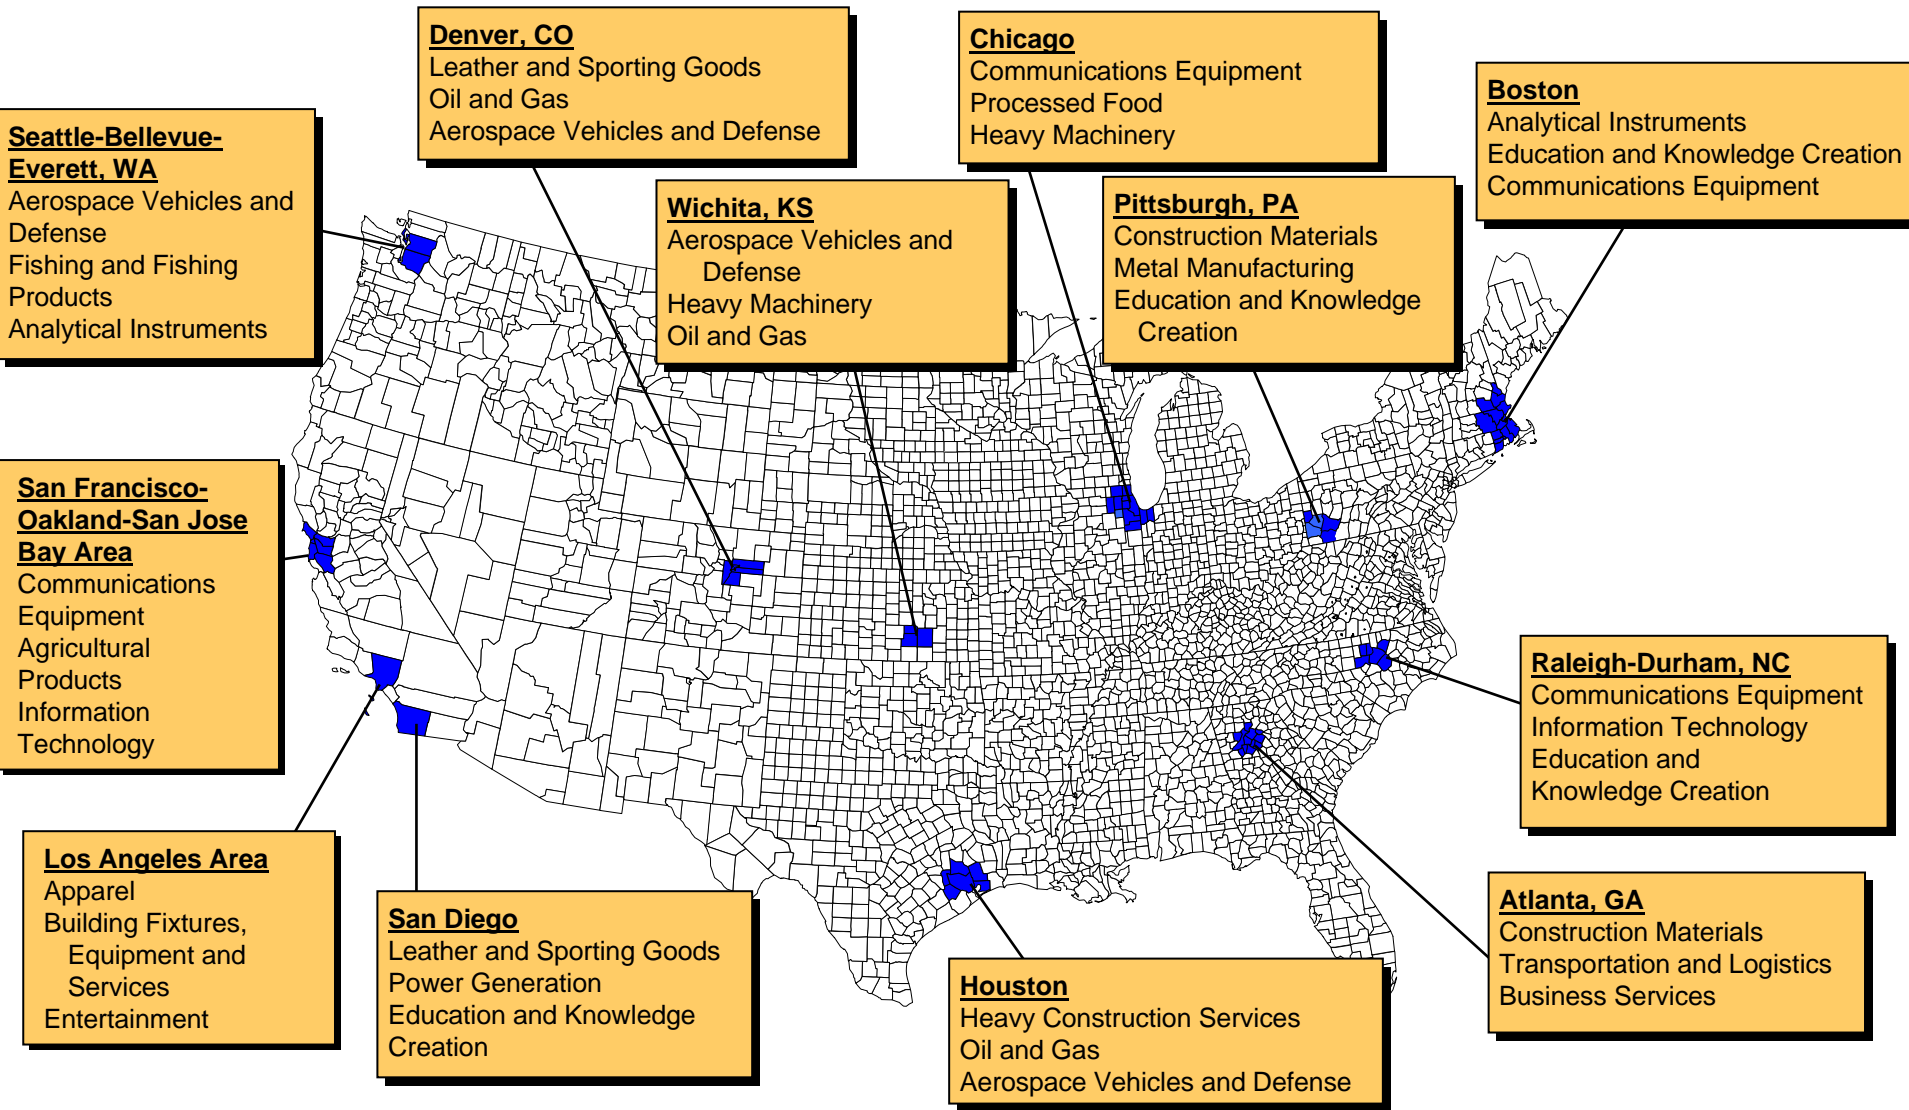 Denver, CO
Leather and Sporting Goods
Oil and Gas
Aerospace Vehicles and Defense
Chicago
Communications Equipment
Processed Food
Heavy Machinery
Boston
Analytical Instruments
Education and Knowledge Creation
Communications Equipment
Seattle-Bellevue-
Everett, WA
Aerospace Vehicles and
Defense
Fishing and Fishing
Products
Analytical Instruments
Wichita, KS
Aerospace Vehicles and
Defense
Heavy Machinery
Oil and Gas
Pittsburgh, PA
Construction Materials
Metal Manufacturing
Education and Knowledge
Creation
San Francisco-
Oakland-San Jose
Bay Area
Communications
Equipment
Agricultural
Products
Information
Technology
Raleigh-Durham, NC
Communications Equipment
Information Technology
Education and
Knowledge Creation
Los Angeles Area
Apparel
Building Fixtures,
Equipment and
Services
Entertainment
San Diego
Leather and Sporting Goods
Power Generation
Education and Knowledge
Creation
Houston
Heavy Construction Services
Oil and Gas
Aerospace Vehicles and Defense
Atlanta, GA
Construction Materials
Transportation and Logistics
Business Services